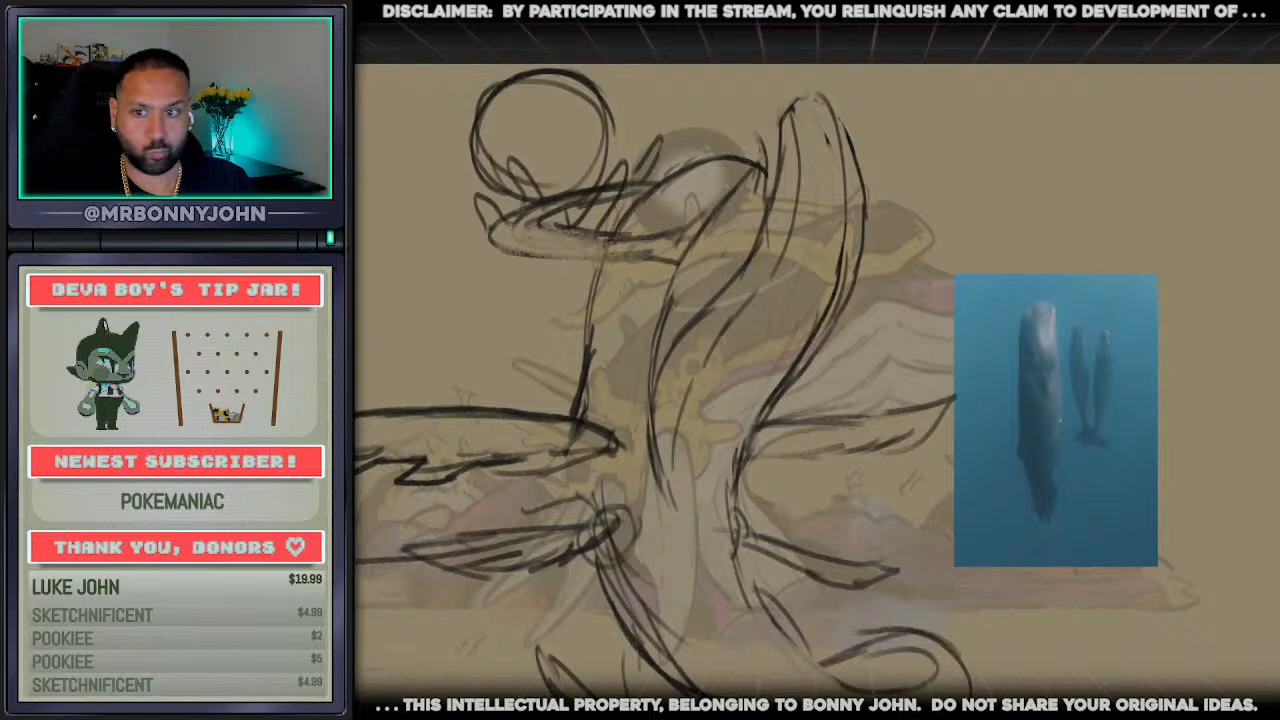 DISCLAIMER: BY PARTICIPATING IN THE STREAM, YOU RELINQUISH ANY CLAIM TO DEVELOPMENT OF . . .
@MRBONNYJOHN
DEVA BOY'S TIP JAR!
NEWEST SUBSCRIBER!
POKEMANIAC
THANK YOU, DONORS ♡
LUKE JOHN $19.99
SKETCHNIFICENT $4.99
POOKIEE $2
POOKIEE $5
SKETCHNIFICENT $4.99
. . . THIS INTELLECTUAL PROPERTY, BELONGING TO BONNY JOHN. DO NOT SHARE YOUR ORIGINAL IDEAS.